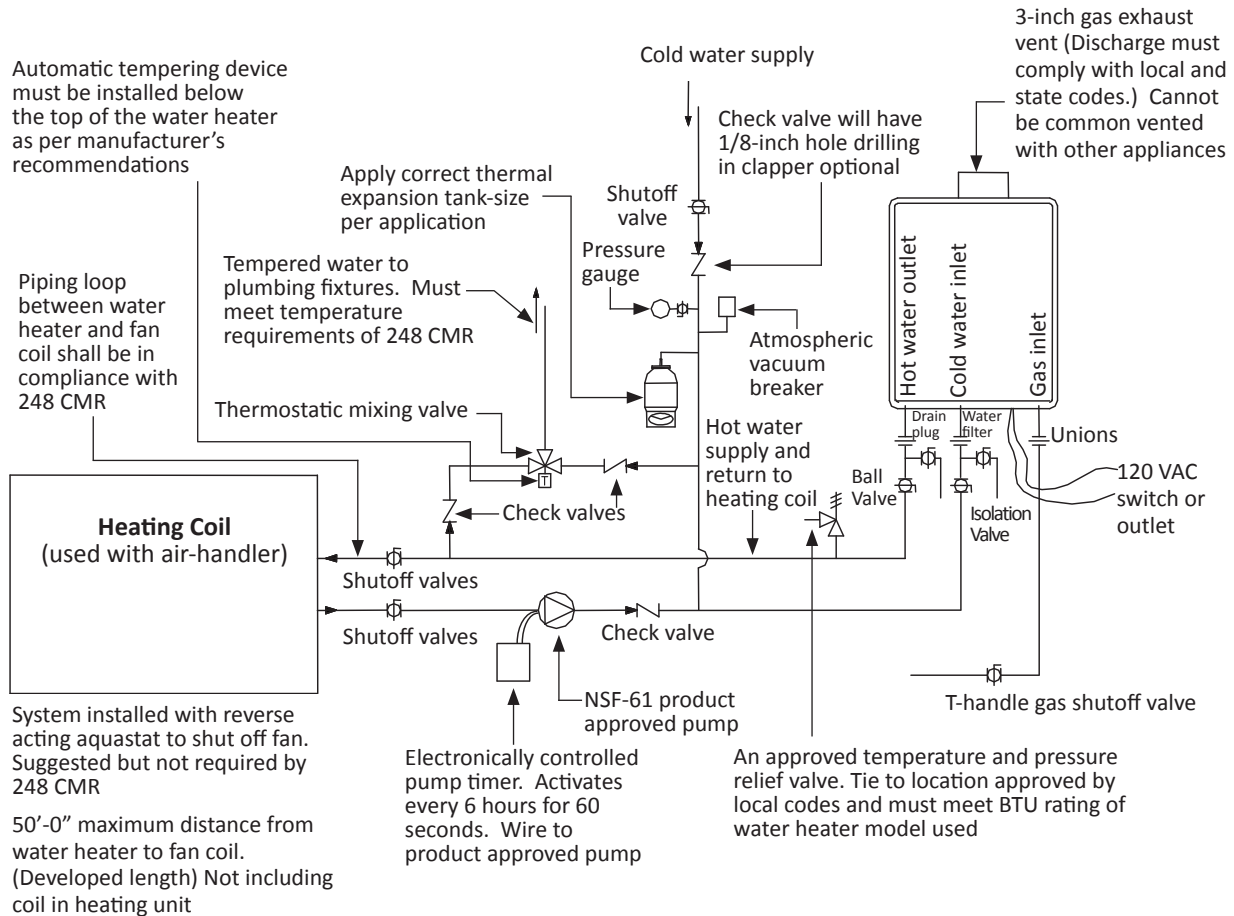 3-inch gas exhaust
vent (Discharge must
comply with local and
state codes.)  Cannot
be common vented
with other appliances
Cold water supply
Automatic tempering device
must be installed below
the top of the water heater
as per manufacturer’s
recommendations
Check valve will have
1/8-inch hole drilling
in clapper optional
Apply correct thermal
expansion tank-size
per application
Shutoff
valve
Pressure
gauge
Tempered water to
plumbing fixtures.  Must
meet temperature
requirements of 248 CMR
Piping loop
between water
heater and fan
coil shall be in
compliance with
248 CMR
Atmospheric
vacuum
breaker
Hot water outlet
Cold water inlet
Gas inlet
Thermostatic mixing valve
Drain
plug
Water
filter
Unions
Hot water
supply and
return to
heating coil
Ball
Valve
120 VAC
switch or
outlet
Isolation
Valve
T
Check valves
Heating Coil
(used with air-handler)
Shutoff valves
Shutoff valves
Check valve
NSF-61 product
approved pump
T-handle gas shutoff valve
System installed with reverse
acting aquastat to shut off fan.
Suggested but not required by
248 CMR
Electronically controlled
pump timer.  Activates
every 6 hours for 60
seconds.  Wire to
product approved pump
An approved temperature and pressure
relief valve. Tie to location approved by
local codes and must meet BTU rating of
water heater model used
50’-0” maximum distance from
water heater to fan coil.
(Developed length) Not including
coil in heating unit